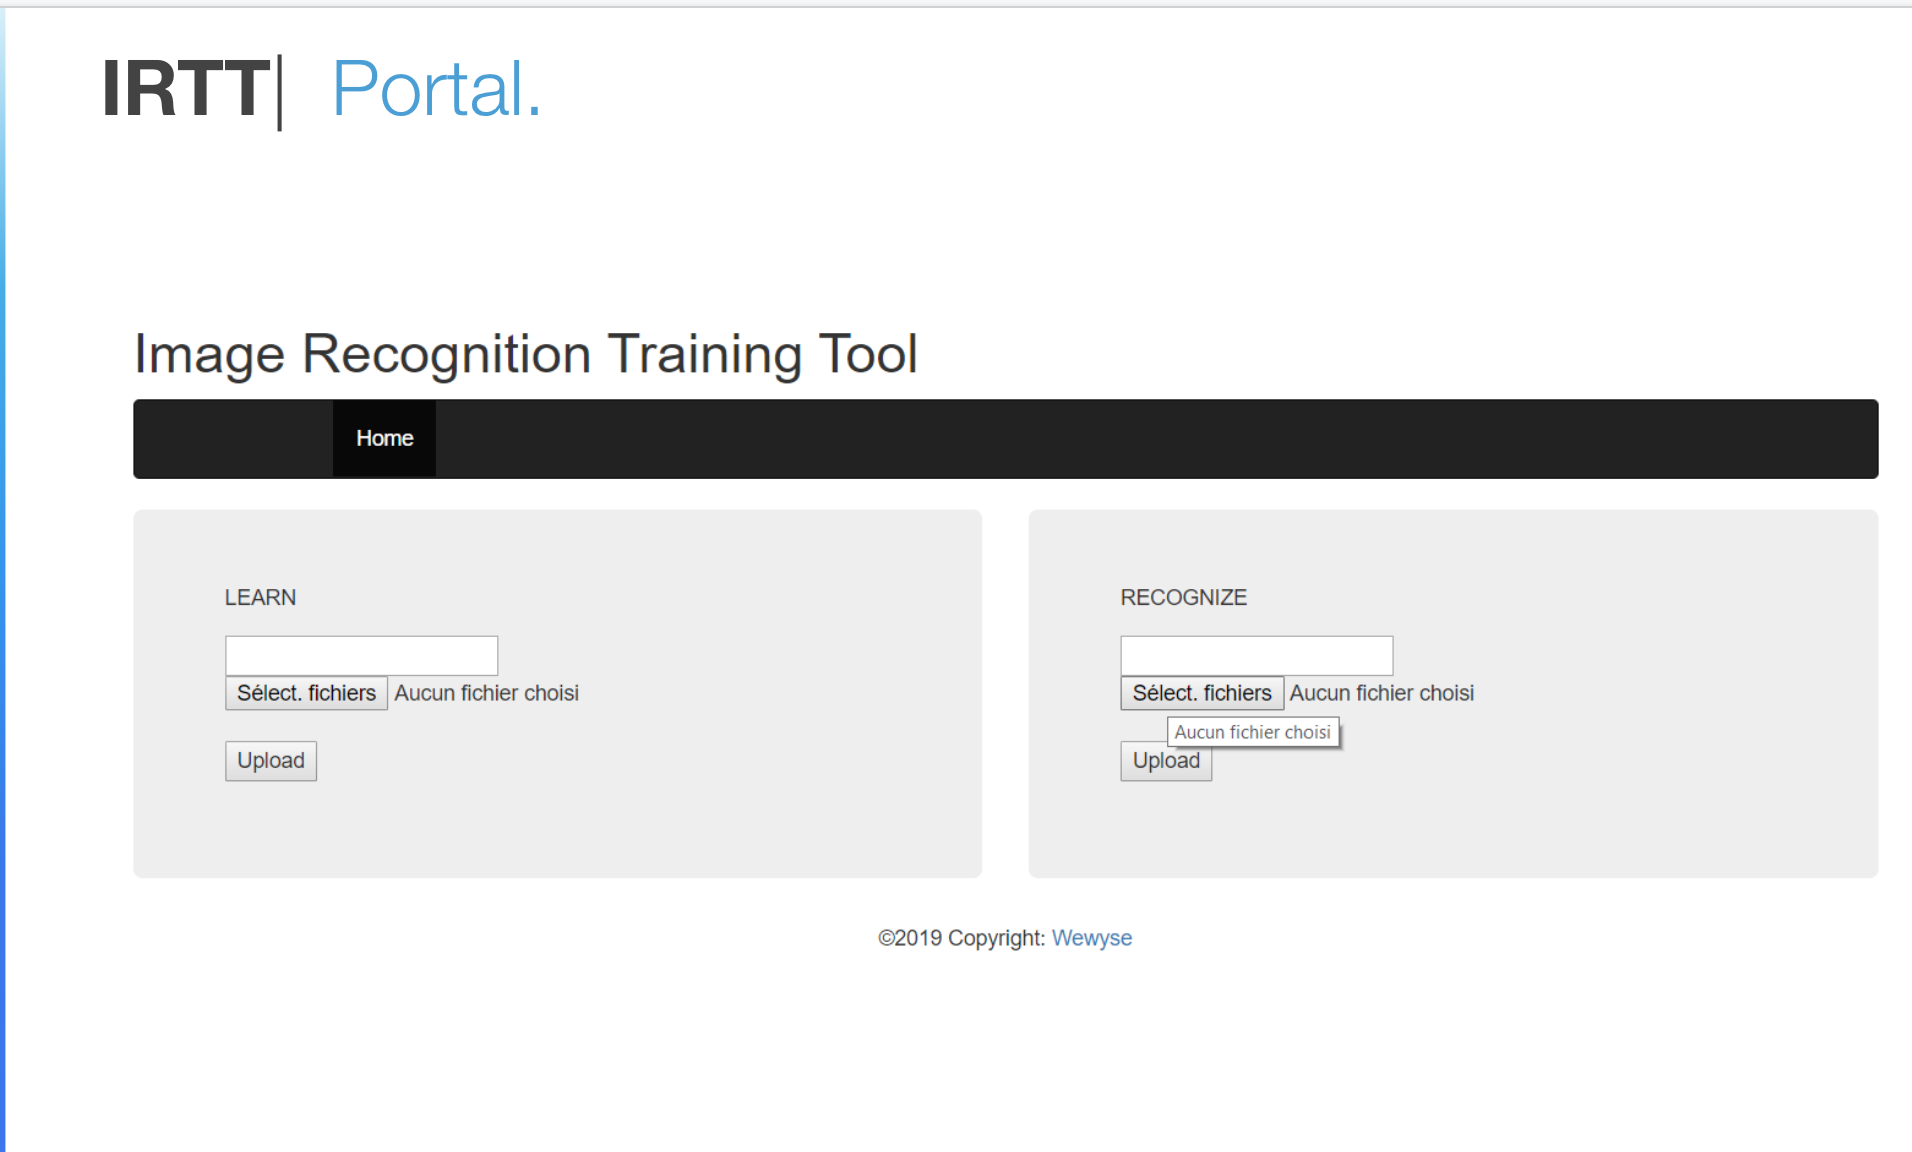 IRTT| Portal.
Image Recognition Training Tool
Home
LEARN
Sélect. fichiers Aucun fichier choisi
Upload
RECOGNIZE
Sélect. fichiers Aucun fichier choisi
Aucun fichier choisi
Upload
©2019 Copyright: Wewyse